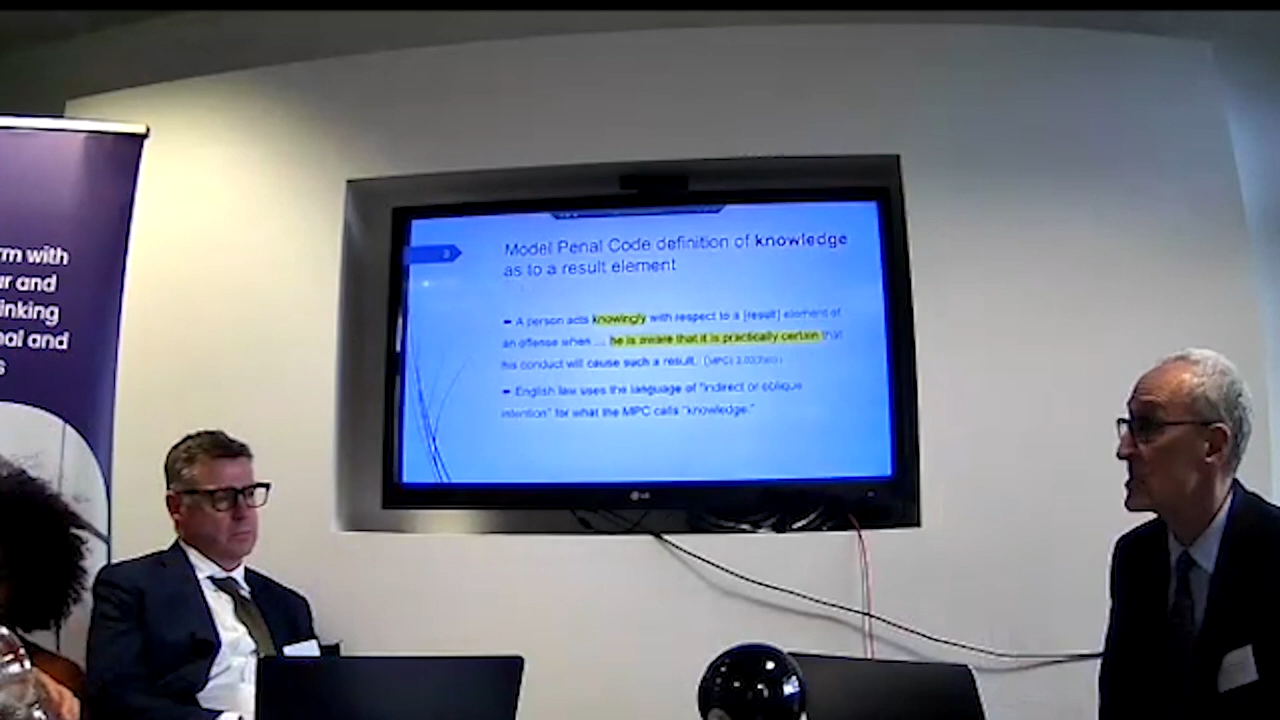 rm with
ur and
inking
nal and
s
2
Model Penal Code definition of knowledge
as to a result element
A person acts knowingly with respect to a [result] element of
an offense when ... he is aware that it is practically certain that
his conduct will cause such a result. (MPC)
English law uses the language of "indirect or oblique
intention" for what the MPC calls "knowledge."
LG